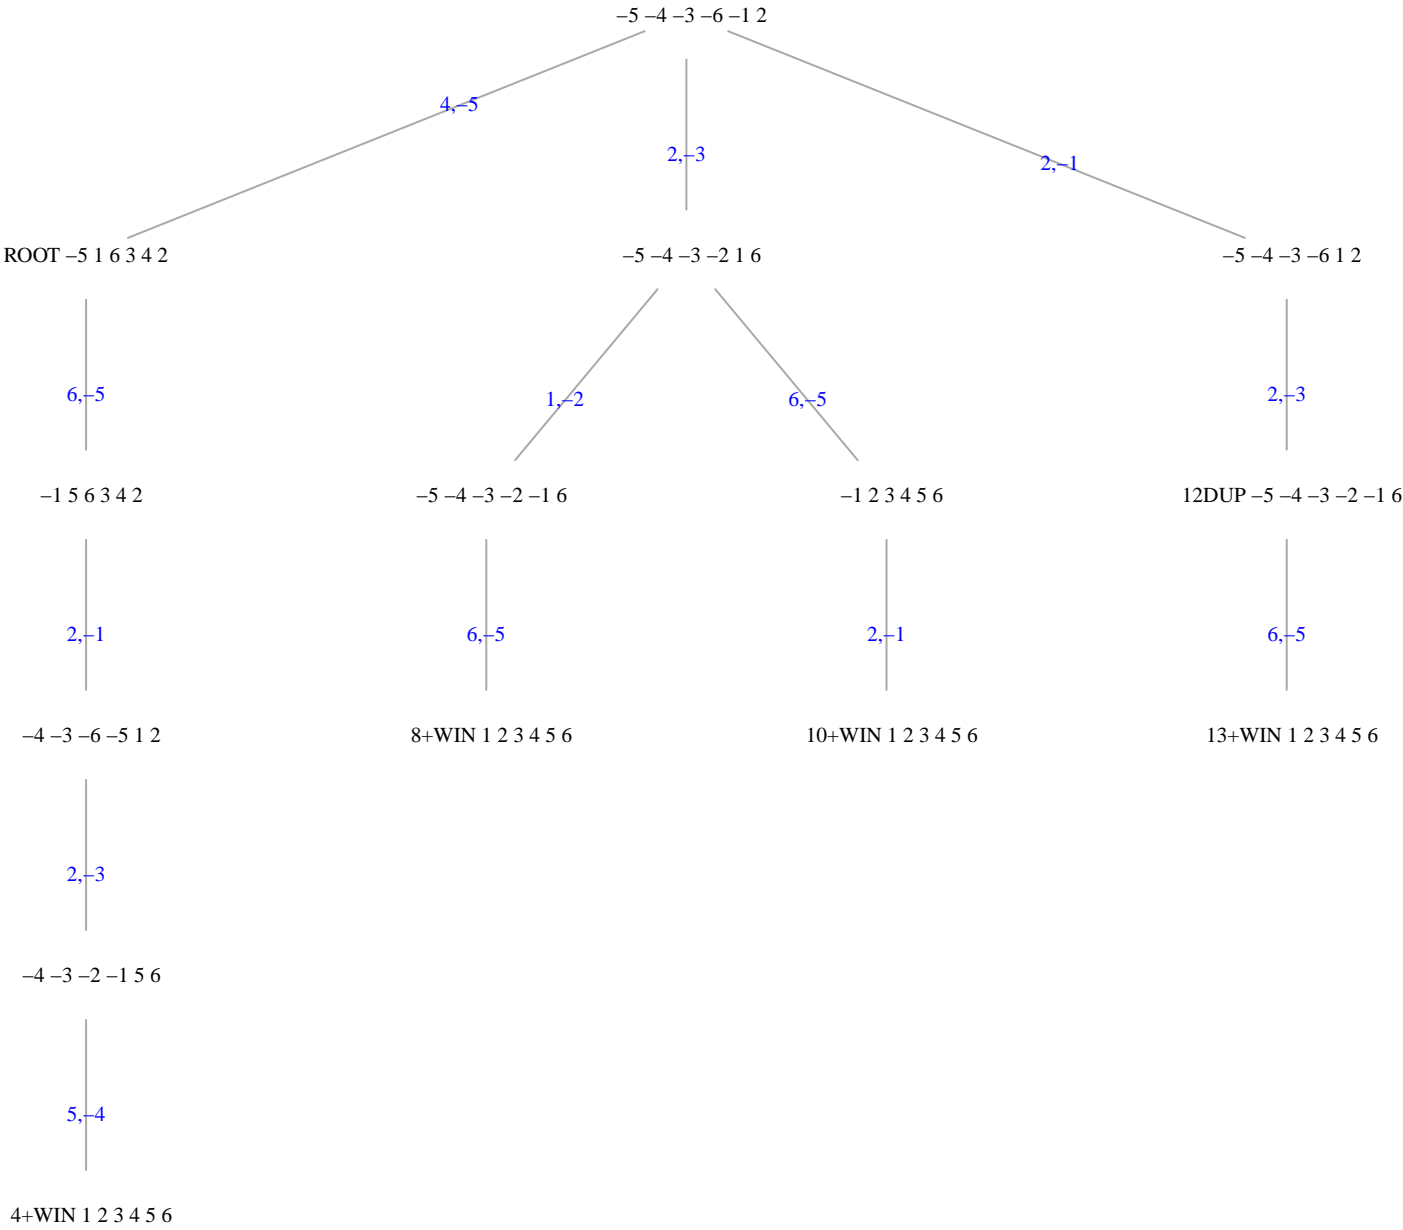 –5 –4 –3 –6 –1 2
4,–5
2,–3
2,–1
ROOT –5 1 6 3 4 2
–5 –4 –3 –2 1 6
–5 –4 –3 –6 1 2
6,–5
1,–2
6,–5
2,–3
–1 5 6 3 4 2
–5 –4 –3 –2 –1 6
–1 2 3 4 5 6
12DUP –5 –4 –3 –2 –1 6
2,–1
6,–5
2,–1
6,–5
–4 –3 –6 –5 1 2
8+WIN 1 2 3 4 5 6
10+WIN 1 2 3 4 5 6
13+WIN 1 2 3 4 5 6
2,–3
–4 –3 –2 –1 5 6
5,–4
4+WIN 1 2 3 4 5 6